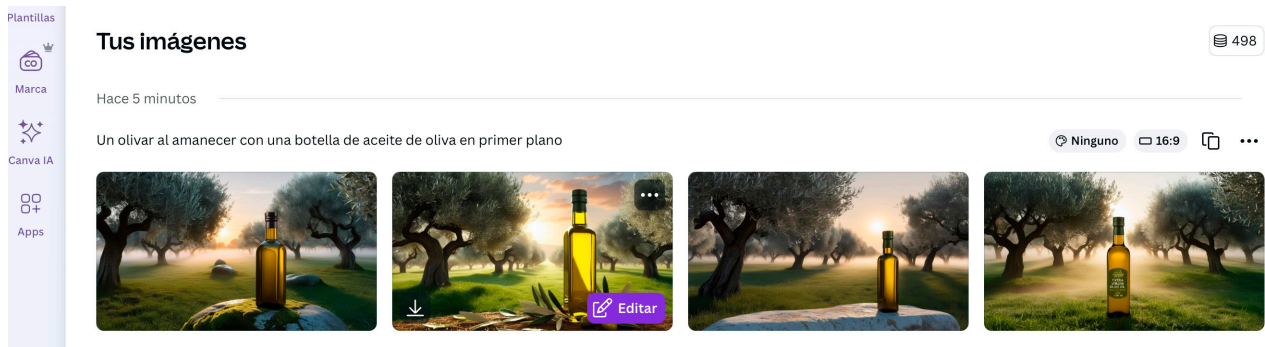 Plantillas
CO
Marca
Canva IA
Apps
Tus imágenes
498
Hace 5 minutos
Un olivar al amanecer con una botella de aceite de oliva en primer plano
Ninguno
16:9
Editar